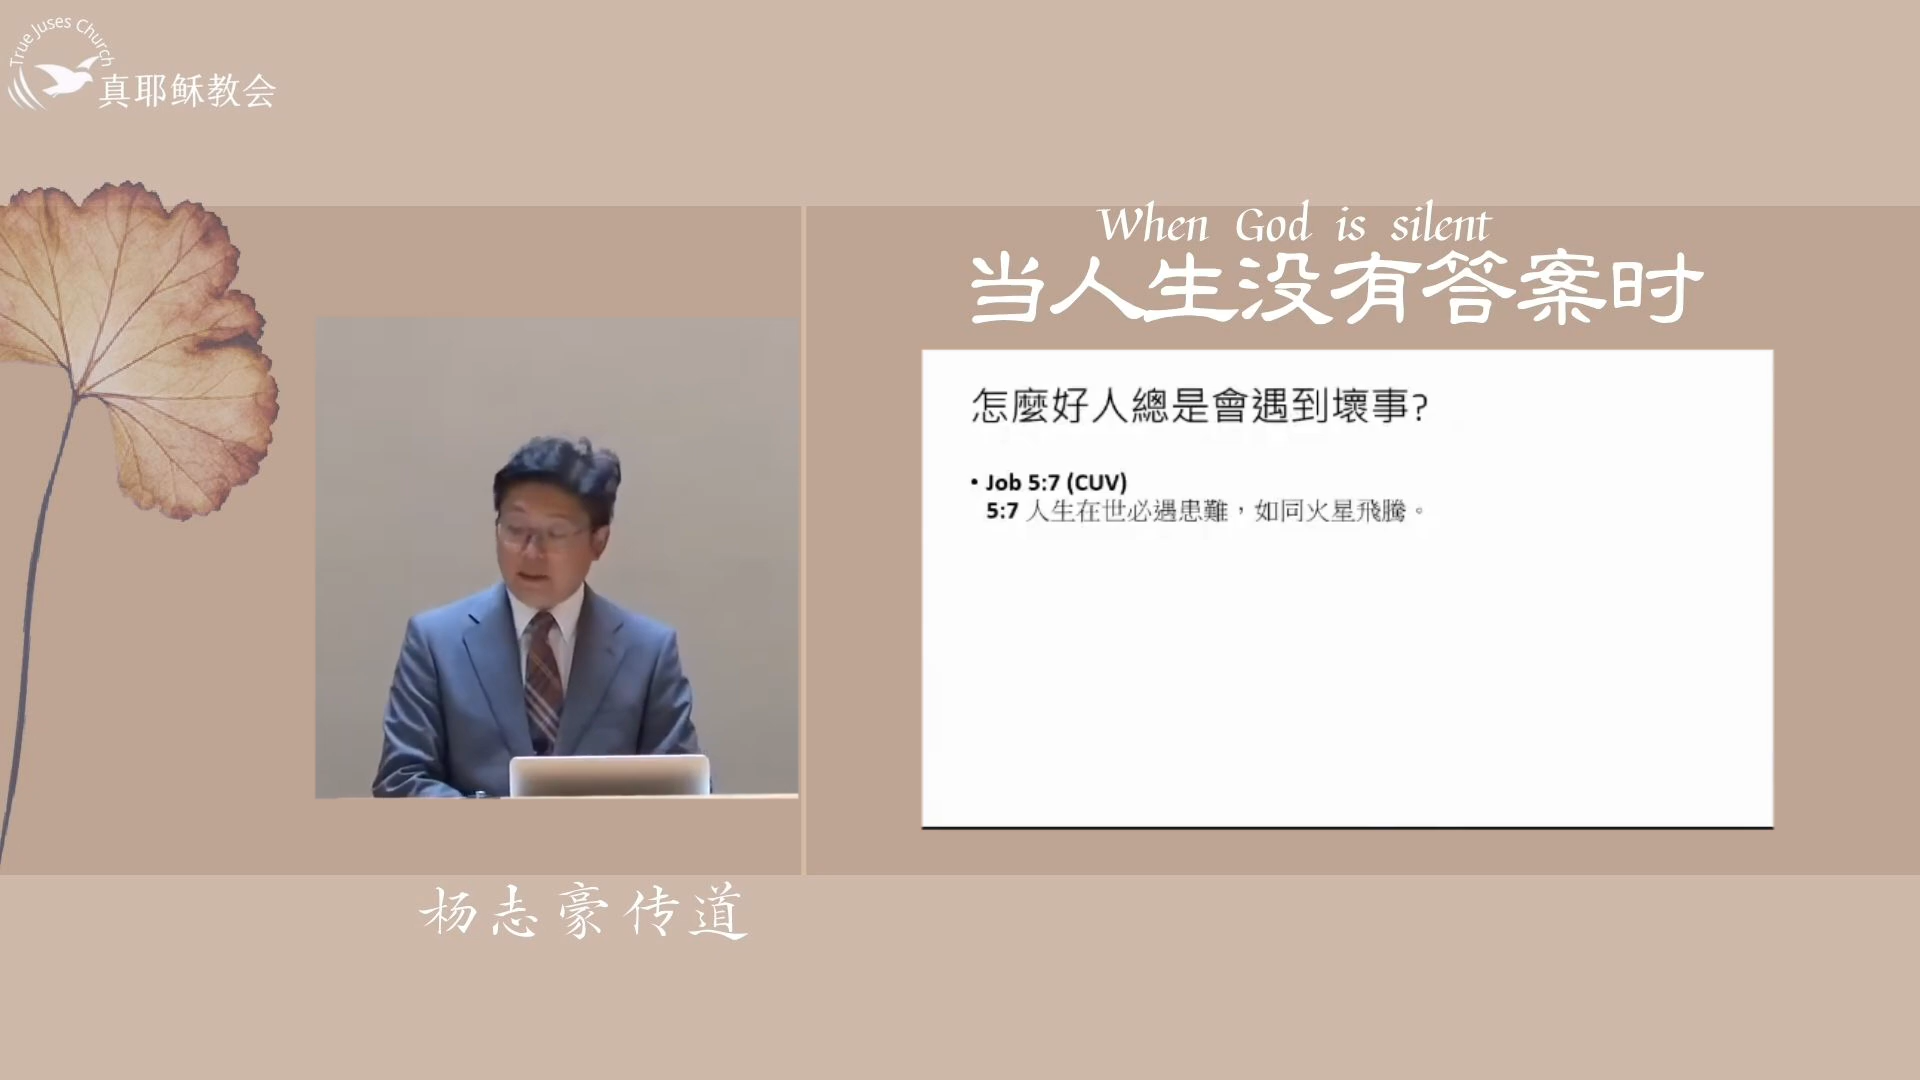 True Juses Church
真耶稣教会
When God is silent
当人生没有答案时
怎麼好人總是會遇到壞事?
• Job 5:7 (CUV)
5:7 人生在世必遇患難，如同火星飛騰。
杨志豪传道